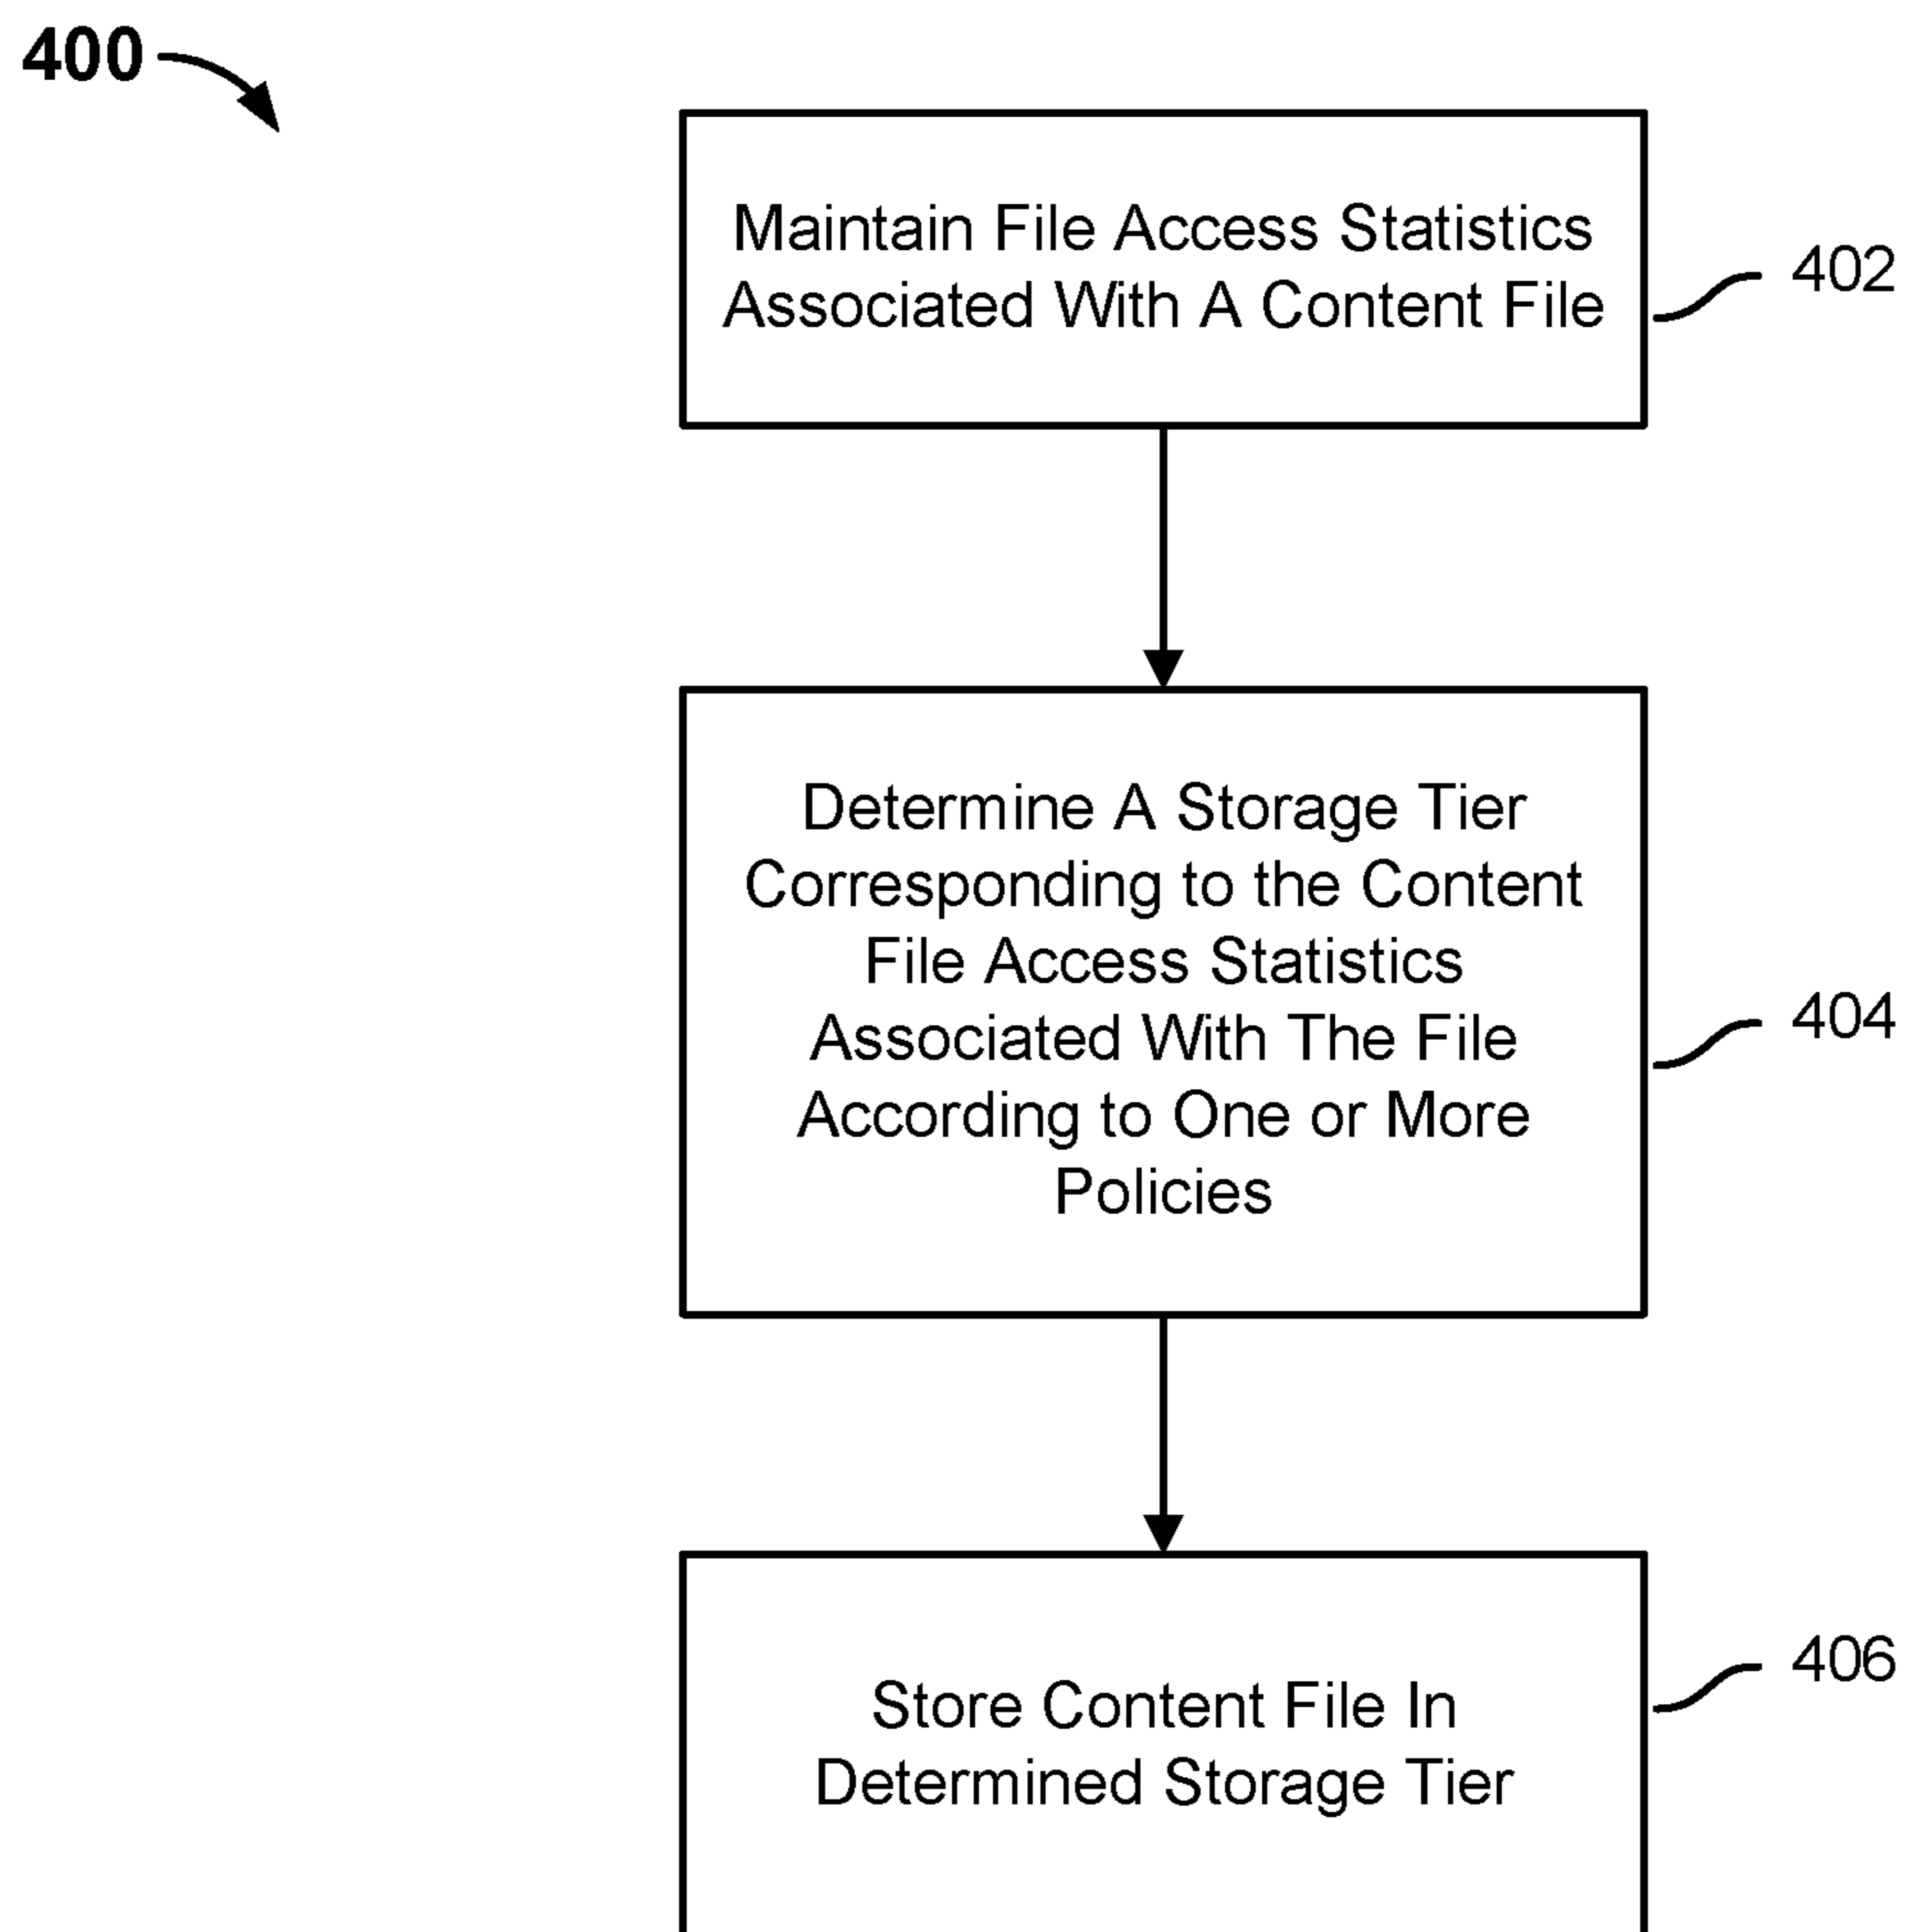 400
Maintain File Access Statistics
Associated With A Content File
402
Determine A Storage Tier
Corresponding to the Content
File Access Statistics
Associated With The File
According to One or More
Policies
404
Store Content File In
Determined Storage Tier
406